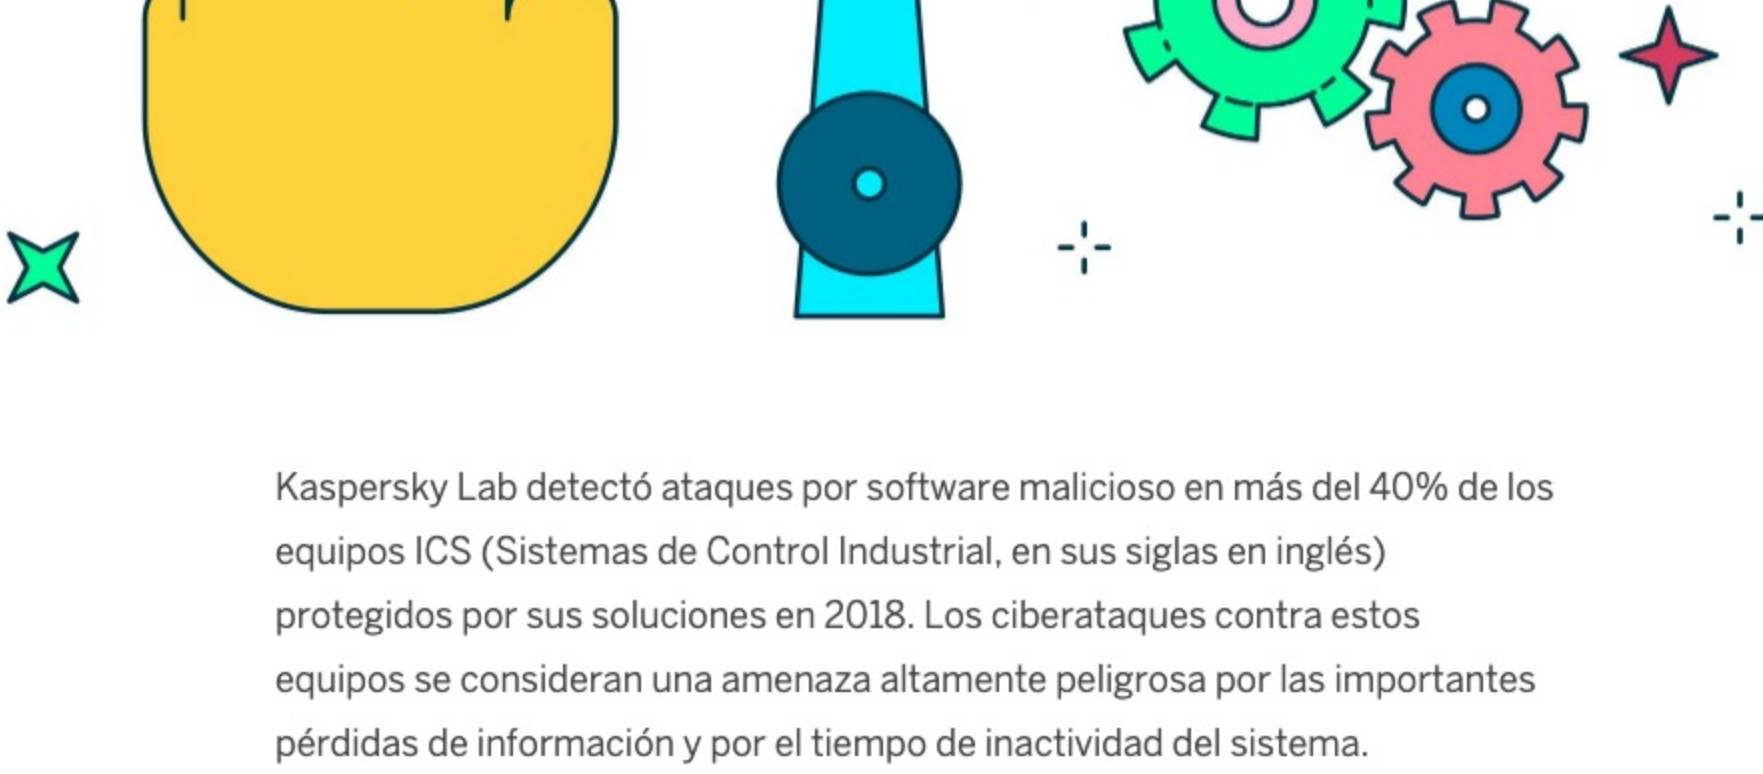 Kaspersky Lab detectó ataques por software malicioso en más del 40% de los
equipos ICS (Sistemas de Control Industrial, en sus siglas en inglés)
protegidos por sus soluciones en 2018. Los ciberataques contra estos
equipos se consideran una amenaza altamente peligrosa por las importantes
pérdidas de información y por el tiempo de inactividad del sistema.